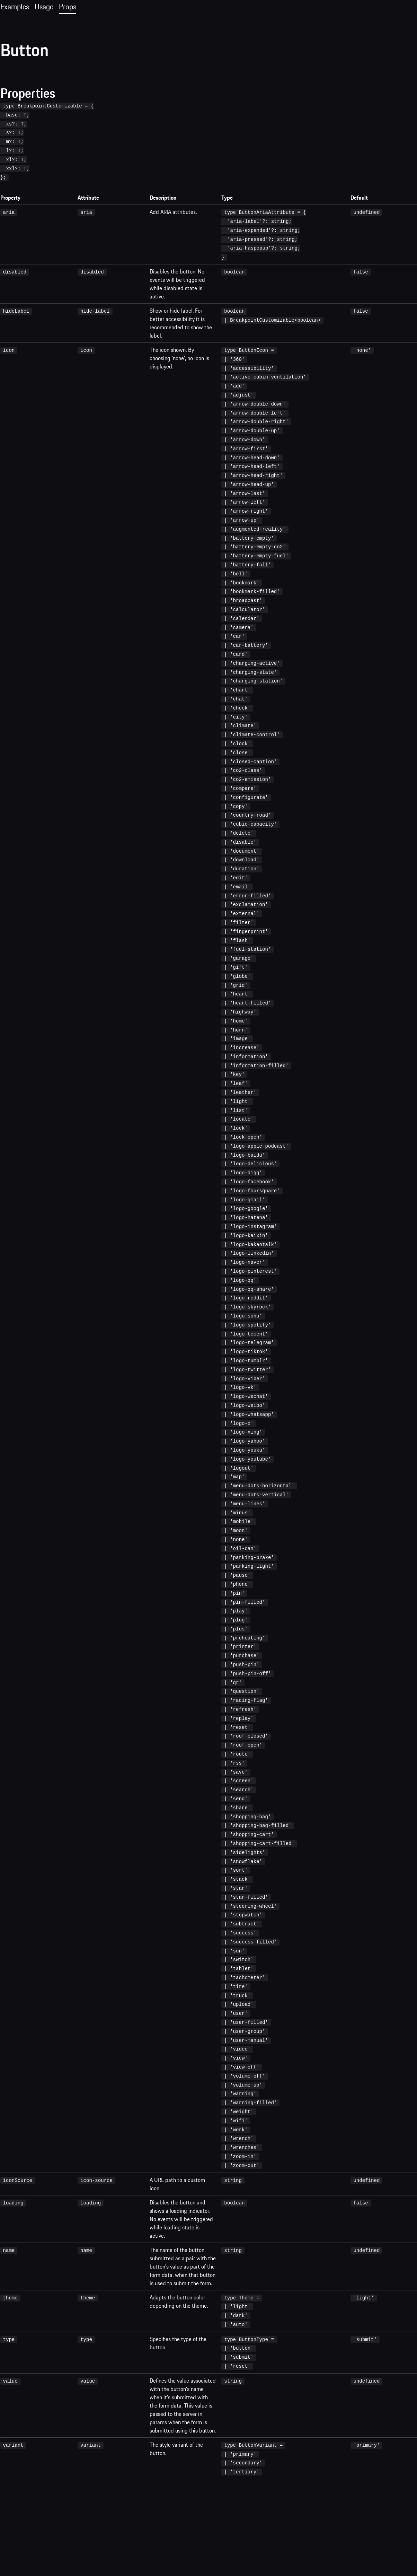 Examples Usage Props
Button
Properties
type BreakpointCustomizable = {
base: T;
xs?: T;
s?: T;
m?: T;
l?: T;
xl?: T;
xxl?: T;
};
Property Attribute Description Type Default
aria aria Add ARIA attributes. type ButtonAriaAttribute = { undefined
'aria-label'?: string;
'aria-expanded'?: string;
'aria-pressed'?: string;
'aria-haspopup'?: string;
}
disabled disabled Disables the button. No events will be triggered while disabled state is active. boolean false
hideLabel hide-label Show or hide label. For better accessibility it is recommended to show the label. boolean false
| BreakpointCustomizable<boolean>
icon icon The icon shown. By choosing 'none', no icon is displayed. type ButtonIcon = 'none'
| '360'
| 'accessibility'
| 'active-cabin-ventilation'
| 'add'
| 'adjust'
| 'arrow-double-down'
| 'arrow-double-left'
| 'arrow-double-right'
| 'arrow-double-up'
| 'arrow-down'
| 'arrow-first'
| 'arrow-head-down'
| 'arrow-head-left'
| 'arrow-head-right'
| 'arrow-head-up'
| 'arrow-last'
| 'arrow-left'
| 'arrow-right'
| 'arrow-up'
| 'augmented-reality'
| 'battery-empty'
| 'battery-empty-co2'
| 'battery-empty-fuel'
| 'battery-full'
| 'bell'
| 'bookmark'
| 'bookmark-filled'
| 'broadcast'
| 'calculator'
| 'calendar'
| 'camera'
| 'car'
| 'car-battery'
| 'card'
| 'charging-active'
| 'charging-state'
| 'charging-station'
| 'chart'
| 'chat'
| 'check'
| 'city'
| 'climate'
| 'climate-control'
| 'clock'
| 'close'
| 'closed-caption'
| 'co2-class'
| 'co2-emission'
| 'compare'
| 'configurate'
| 'copy'
| 'country-road'
| 'cubic-capacity'
| 'delete'
| 'disable'
| 'document'
| 'download'
| 'duration'
| 'edit'
| 'email'
| 'error-filled'
| 'exclamation'
| 'external'
| 'filter'
| 'fingerprint'
| 'flash'
| 'fuel-station'
| 'garage'
| 'gift'
| 'globe'
| 'grid'
| 'heart'
| 'heart-filled'
| 'highway'
| 'home'
| 'horn'
| 'image'
| 'increase'
| 'information'
| 'information-filled'
| 'key'
| 'leaf'
| 'leather'
| 'light'
| 'list'
| 'locate'
| 'lock'
| 'lock-open'
| 'logo-apple-podcast'
| 'logo-baidu'
| 'logo-delicious'
| 'logo-digg'
| 'logo-facebook'
| 'logo-foursquare'
| 'logo-gmail'
| 'logo-google'
| 'logo-hatena'
| 'logo-instagram'
| 'logo-kaixin'
| 'logo-kakaotalk'
| 'logo-linkedin'
| 'logo-naver'
| 'logo-pinterest'
| 'logo-qq'
| 'logo-qq-share'
| 'logo-reddit'
| 'logo-skyrock'
| 'logo-sohu'
| 'logo-spotify'
| 'logo-tecent'
| 'logo-telegram'
| 'logo-tiktok'
| 'logo-tumblr'
| 'logo-twitter'
| 'logo-viber'
| 'logo-vk'
| 'logo-wechat'
| 'logo-weibo'
| 'logo-whatsapp'
| 'logo-x'
| 'logo-xing'
| 'logo-yahoo'
| 'logo-youku'
| 'logo-youtube'
| 'logout'
| 'map'
| 'menu-dots-horizontal'
| 'menu-dots-vertical'
| 'menu-lines'
| 'minus'
| 'mobile'
| 'moon'
| 'none'
| 'oil-can'
| 'parking-brake'
| 'parking-light'
| 'pause'
| 'phone'
| 'pin'
| 'pin-filled'
| 'play'
| 'plug'
| 'plus'
| 'preheating'
| 'printer'
| 'purchase'
| 'push-pin'
| 'push-pin-off'
| 'qr'
| 'question'
| 'racing-flag'
| 'refresh'
| 'replay'
| 'reset'
| 'roof-closed'
| 'roof-open'
| 'route'
| 'rss'
| 'save'
| 'screen'
| 'search'
| 'send'
| 'share'
| 'shopping-bag'
| 'shopping-bag-filled'
| 'shopping-cart'
| 'shopping-cart-filled'
| 'sidelights'
| 'snowflake'
| 'sort'
| 'stack'
| 'star'
| 'star-filled'
| 'steering-wheel'
| 'stopwatch'
| 'subtract'
| 'success'
| 'success-filled'
| 'sun'
| 'switch'
| 'tablet'
| 'tachometer'
| 'tire'
| 'truck'
| 'upload'
| 'user'
| 'user-filled'
| 'user-group'
| 'user-manual'
| 'video'
| 'view'
| 'view-off'
| 'volume-off'
| 'volume-up'
| 'warning'
| 'warning-filled'
| 'weight'
| 'wifi'
| 'work'
| 'wrench'
| 'wrenches'
| 'zoom-in'
| 'zoom-out'
iconSource icon-source A URL path to a custom icon. string undefined
loading loading Disables the button and shows a loading indicator. No events will be triggered while loading state is active. boolean false
name name The name of the button, submitted as a pair with the button's value as part of the form data, when that button is used to submit the form. string undefined
theme theme Adapts the button color depending on the theme. type Theme = 'light'
| 'light'
| 'dark'
| 'auto'
type type Specifies the type of the button. type ButtonType = 'submit'
| 'button'
| 'submit'
| 'reset'
value value Defines the value associated with the button's name when it's submitted with the form data. This value is passed to the server in params when the form is submitted using this button. string undefined
variant variant The style variant of the button. type ButtonVariant = 'primary'
| 'primary'
| 'secondary'
| 'tertiary'